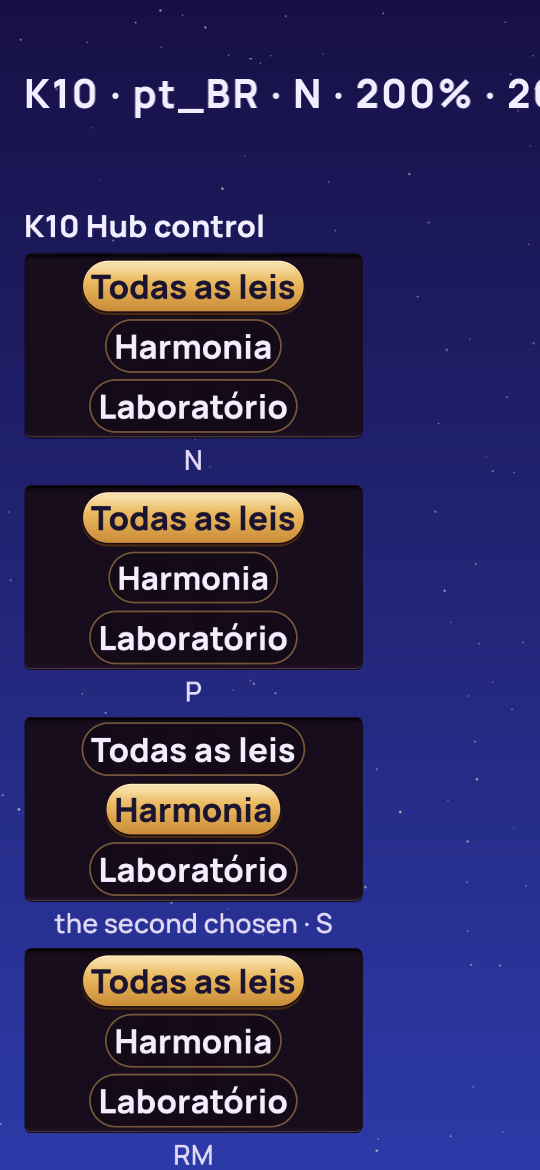 K10 · pt_BR · N · 200% ·
K10 Hub control
Todas as leis
Harmonia
Laboratório
N
Todas as leis
Harmonia
Laboratório
P
Todas as leis
Harmonia
Laboratório
the second chosen · S
Todas as leis
Harmonia
Laboratório
RM